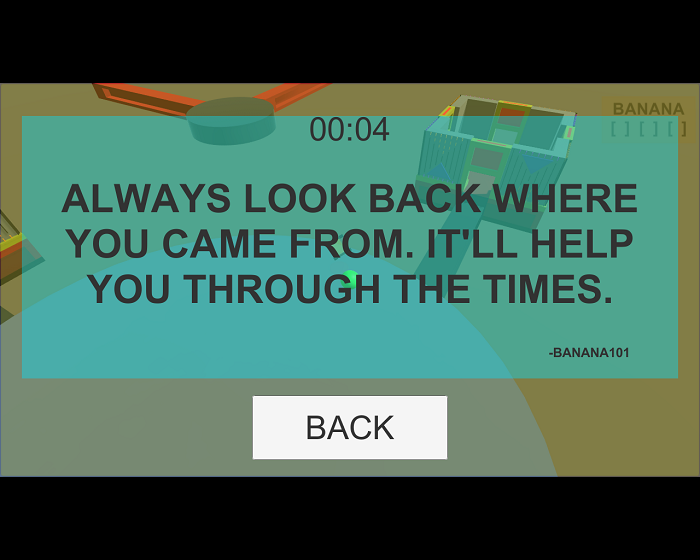 BANANA
[ ] [ ] [ ]
00:04
ALWAYS LOOK BACK WHERE
YOU CAME FROM. IT'LL HELP
YOU THROUGH THE TIMES.
-BANANA101
BACK